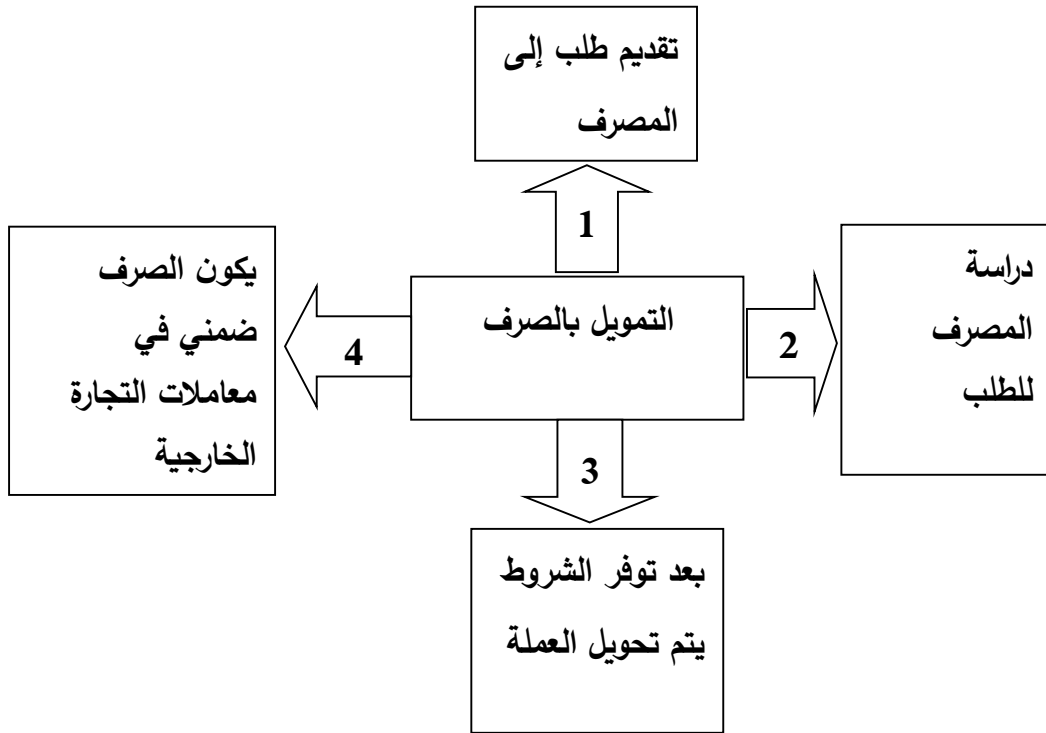 تقديم طلب إلى
المصرف
1
التمويل بالصرف
2
دراسة
المصرف
للطلب
3
بعد توفر الشروط
يتم تحويل العملة
4
يكون الصرف
ضمني في
معاملات التجارة
الخارجية